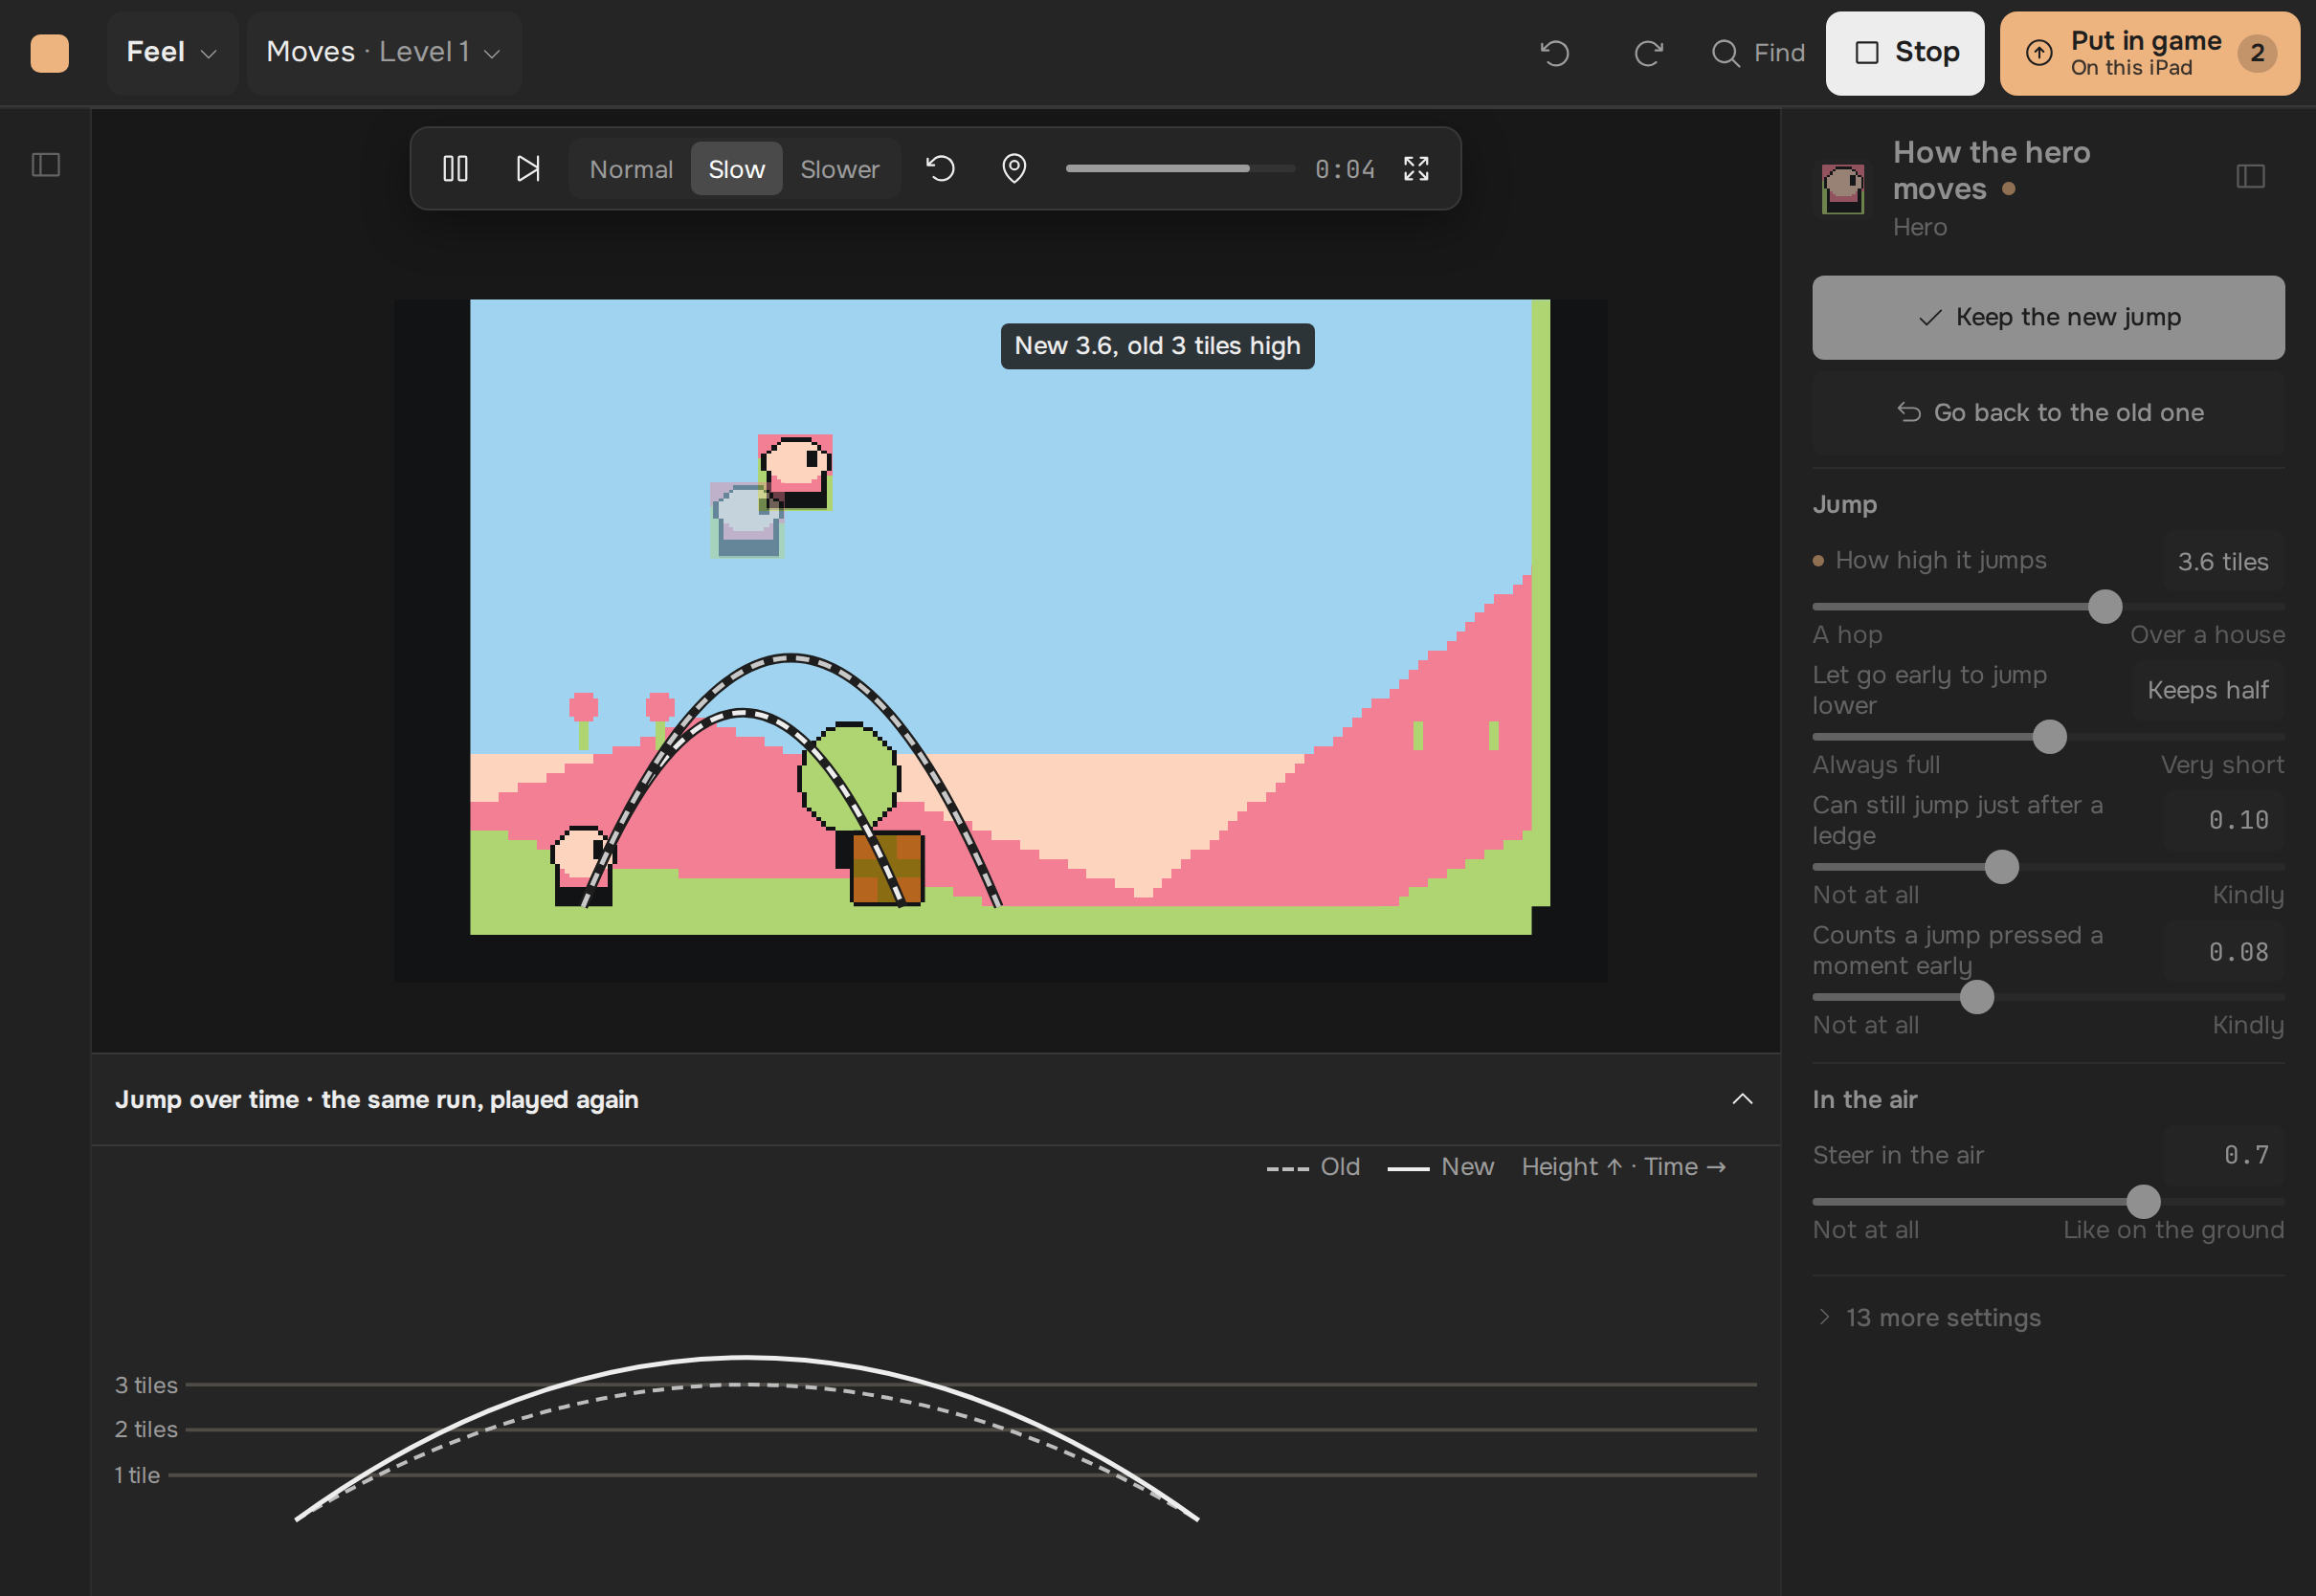 Feel
Moves · Level 1
Find
Stop
Put in game
On this iPad
2
Normal
Slow
Slower
0:04
How the hero
moves
Hero
New 3.6, old 3 tiles high
Keep the new jump
Go back to the old one
Jump
How high it jumps
3.6 tiles
A hop
Over a house
Let go early to jump
lower
Keeps half
Always full
Very short
Can still jump just after a
ledge
0.10
Not at all
Kindly
Counts a jump pressed a
moment early
0.08
Not at all
Kindly
Jump over time · the same run, played again
Old
New
Height ↑ · Time →
3 tiles
2 tiles
1 tile
In the air
Steer in the air
0.7
Not at all
Like on the ground
13 more settings